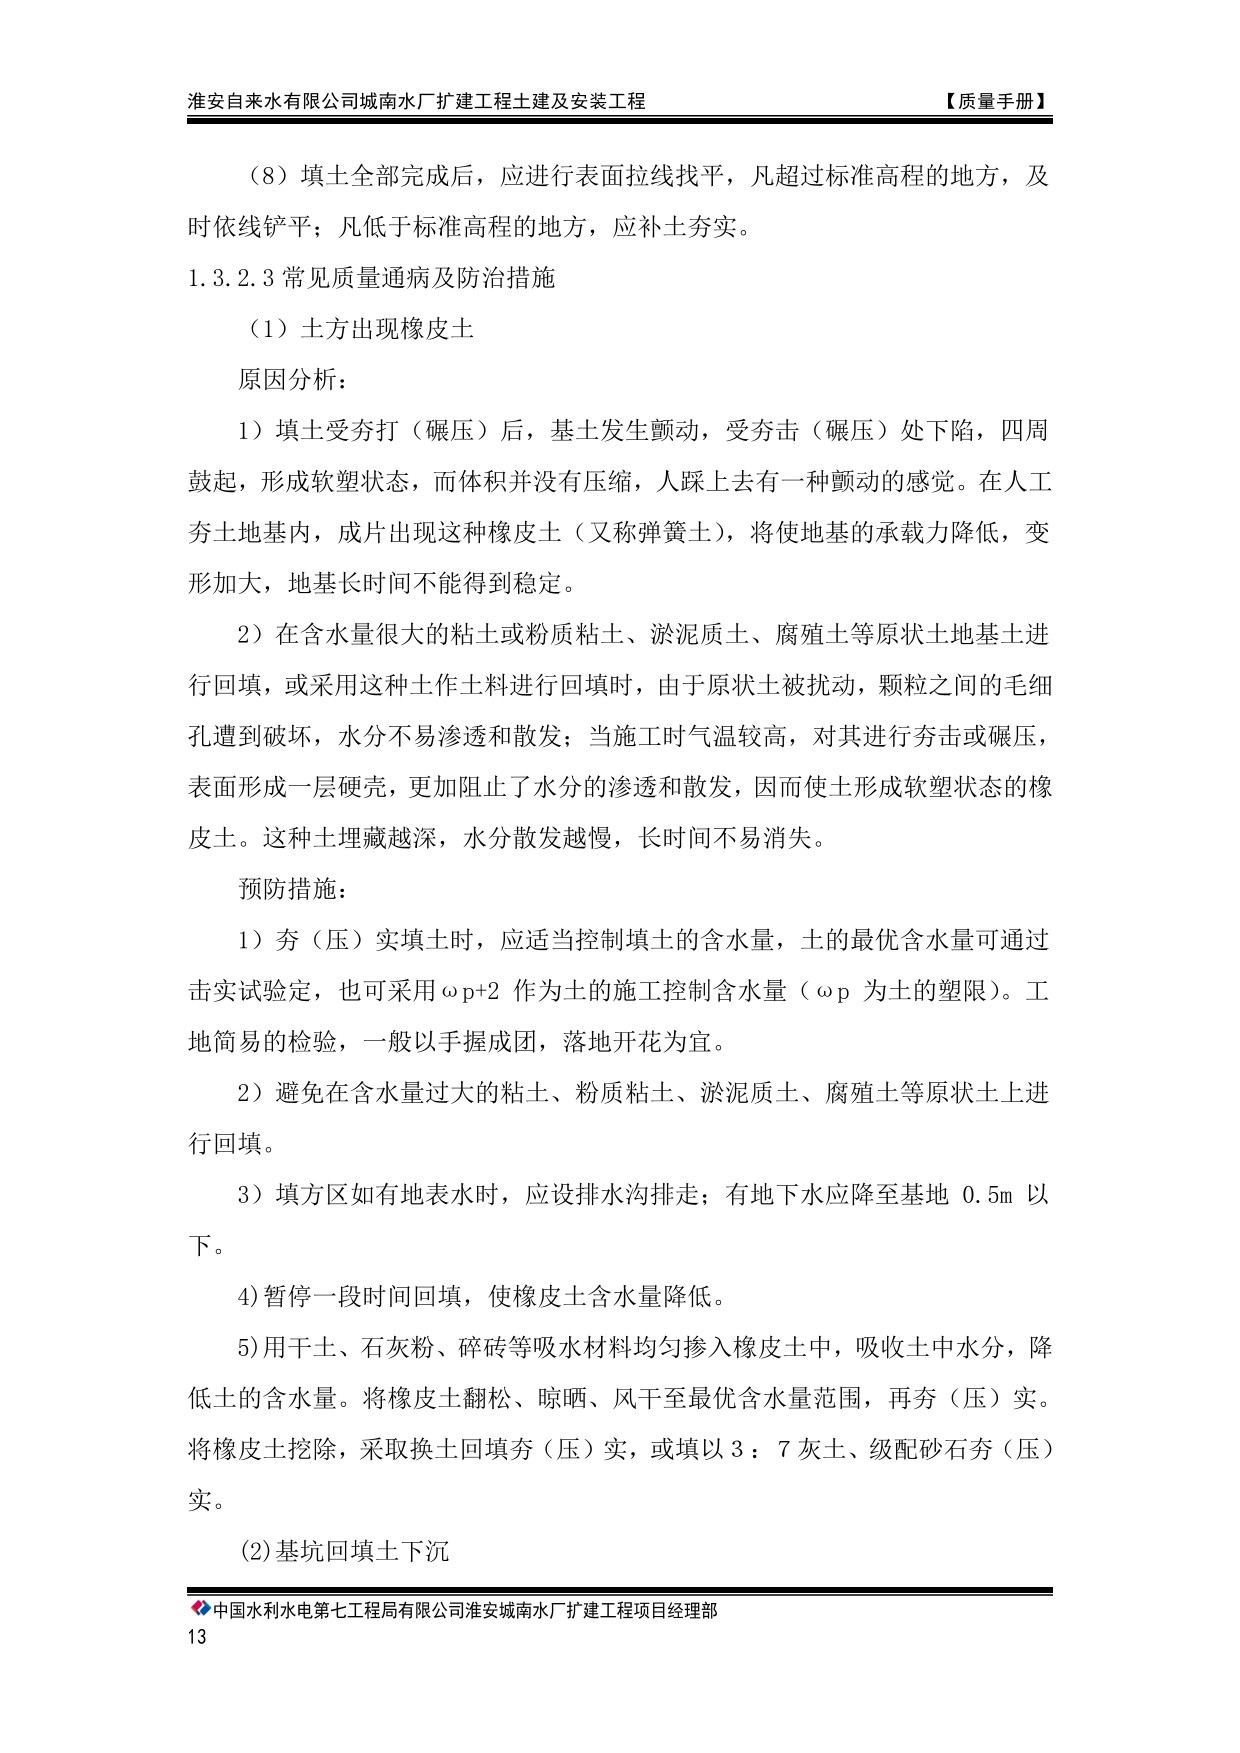 淮安自来水有限公司城南水厂扩建工程土建及安装工程 【质量手册】
（8）填土全部完成后，应进行表面拉线找平，凡超过标准高程的地方，及
时依线铲平；凡低于标准高程的地方，应补土夯实。
1.3.2.3 常见质量通病及防治措施
（1）土方出现橡皮土
原因分析：
1）填土受夯打（碾压）后，基土发生颤动，受夯击（碾压）处下陷，四周
鼓起，形成软塑状态，而体积并没有压缩，人踩上去有一种颤动的感觉。在人工
夯土地基内，成片出现这种橡皮土（又称弹簧土），将使地基的承载力降低，变
形加大，地基长时间不能得到稳定。
2）在含水量很大的粘土或粉质粘土、淤泥质土、腐殖土等原状土地基土进
行回填，或采用这种土作土料进行回填时，由于原状土被扰动，颗粒之间的毛细
孔遭到破坏，水分不易渗透和散发；当施工时气温较高，对其进行夯击或碾压，
表面形成一层硬壳，更加阻止了水分的渗透和散发，因而使土形成软塑状态的橡
皮土。这种土埋藏越深，水分散发越慢，长时间不易消失。
预防措施：
1）夯（压）实填土时，应适当控制填土的含水量，土的最优含水量可通过
击实试验定，也可采用ωp+2 作为土的施工控制含水量（ωp 为土的塑限）。工
地简易的检验，一般以手握成团，落地开花为宜。
2）避免在含水量过大的粘土、粉质粘土、淤泥质土、腐殖土等原状土上进
行回填。
3）填方区如有地表水时，应设排水沟排走；有地下水应降至基地 0.5m 以
下。
4)暂停一段时间回填，使橡皮土含水量降低。
5)用干土、石灰粉、碎砖等吸水材料均匀掺入橡皮土中，吸收土中水分，降
低土的含水量。将橡皮土翻松、晾晒、风干至最优含水量范围，再夯（压）实。
将橡皮土挖除，采取换土回填夯（压）实，或填以 3：7 灰土、级配砂石夯（压）
实。
(2)基坑回填土下沉
中国水利水电第七工程局有限公司淮安城南水厂扩建工程项目经理部
13